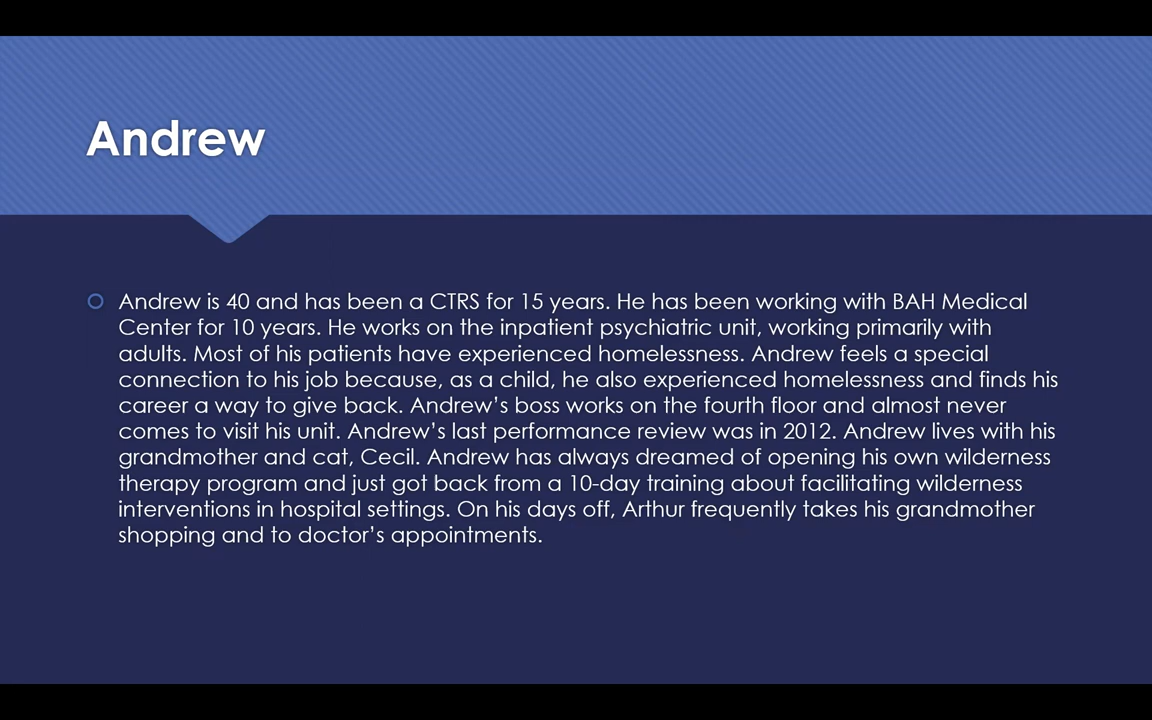 Andrew
Andrew is 40 and has been a CTRS for 15 years. He has been working with BAH Medical
Center for 10 years. He works on the inpatient psychiatric unit, working primarily with
adults. Most of his patients have experienced homelessness. Andrew feels a special
connection to his job because, as a child, he also experienced homelessness and finds his
career a way to give back. Andrew’s boss works on the fourth floor and almost never
comes to visit his unit. Andrew’s last performance review was in 2012. Andrew lives with his
grandmother and cat, Cecil. Andrew has always dreamed of opening his own wilderness
therapy program and just got back from a 10-day training about facilitating wilderness
interventions in hospital settings. On his days off, Arthur frequently takes his grandmother
shopping and to doctor’s appointments.